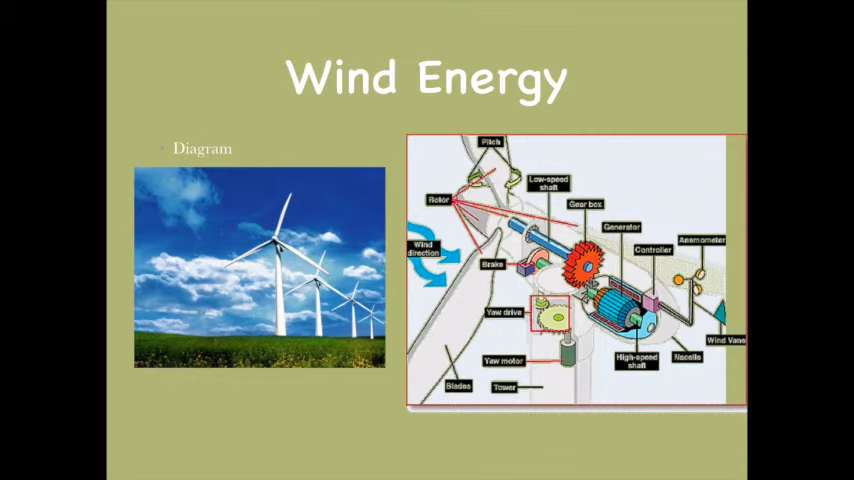 Wind Energy
Diagram
Pitch
Low-speed
shaft
Rotor
Gear box
Generator
Anemometer
Controller
Wind
direction
Brake
Yaw drive
Wind Vane
High-speed
shaft
Nacelle
Yaw motor
Blades
Tower